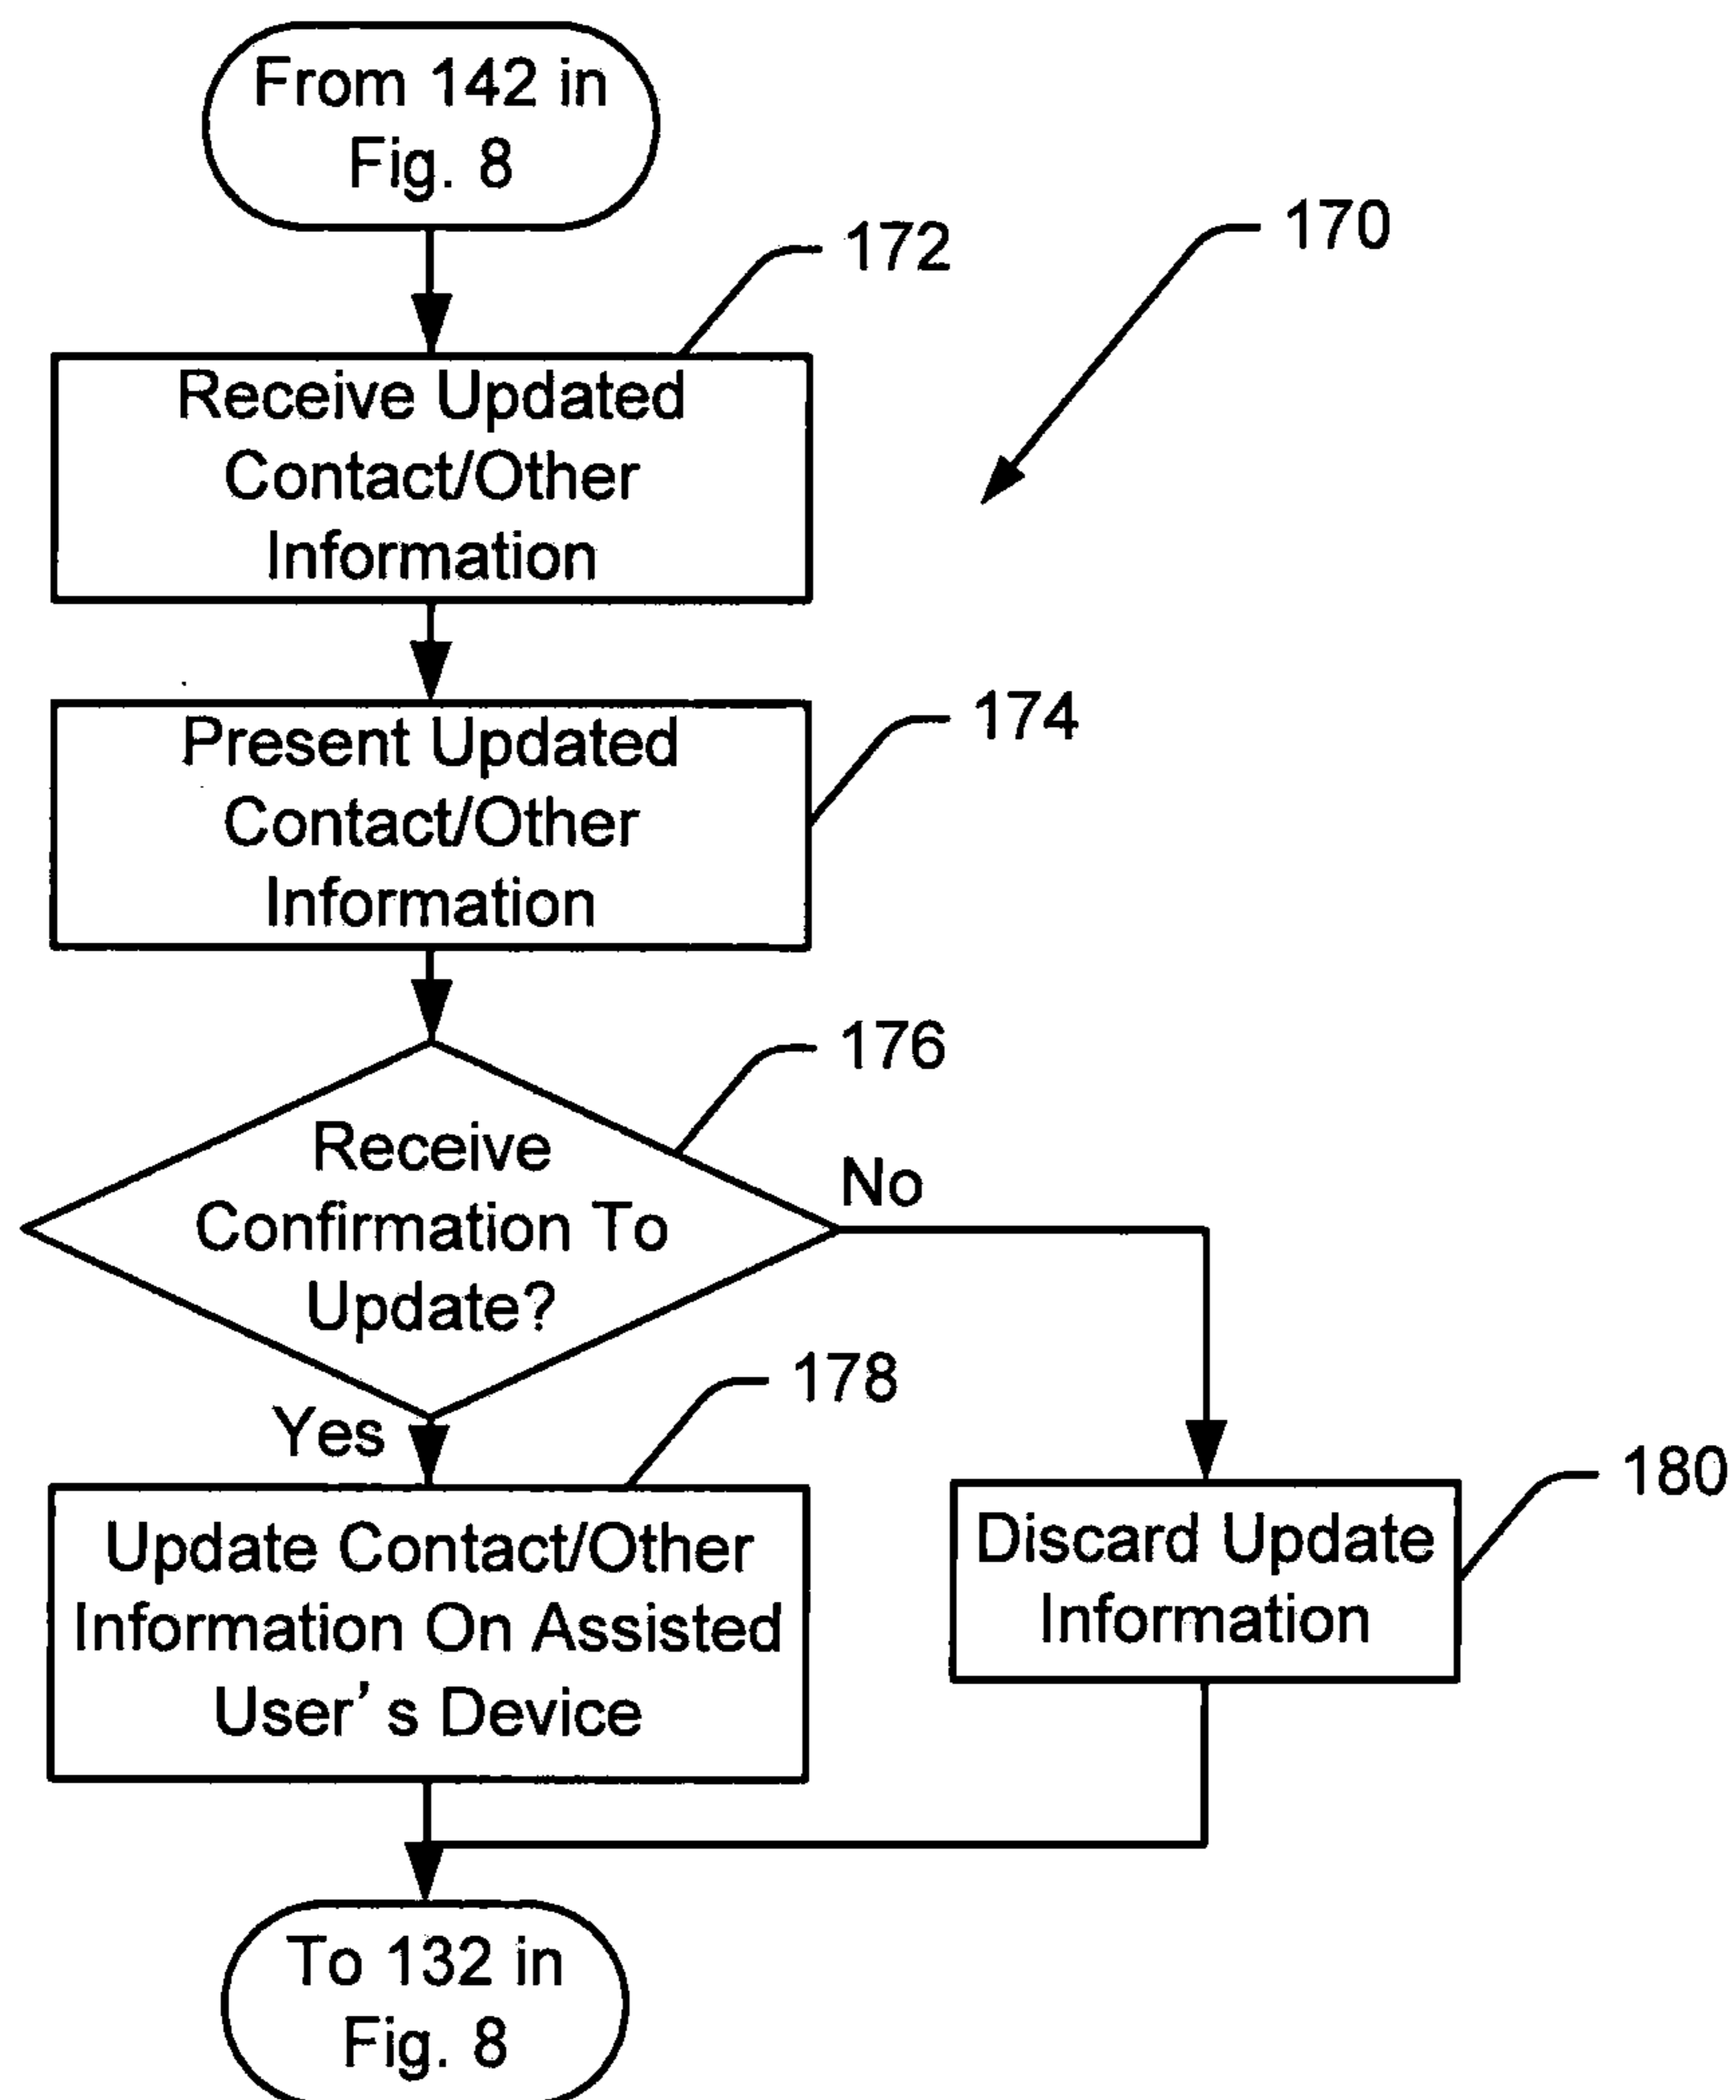 From 142 in
Fig. 8
172
170
Receive Updated
Contact/Other
Information
174
Present Updated
Contact/Other
Information
176
Receive
Confirmation To
Update?
No
Yes
178
Update Contact/Other
Information On Assisted
User's Device
180
Discard Update
Information
To 132 in
Fig. 8